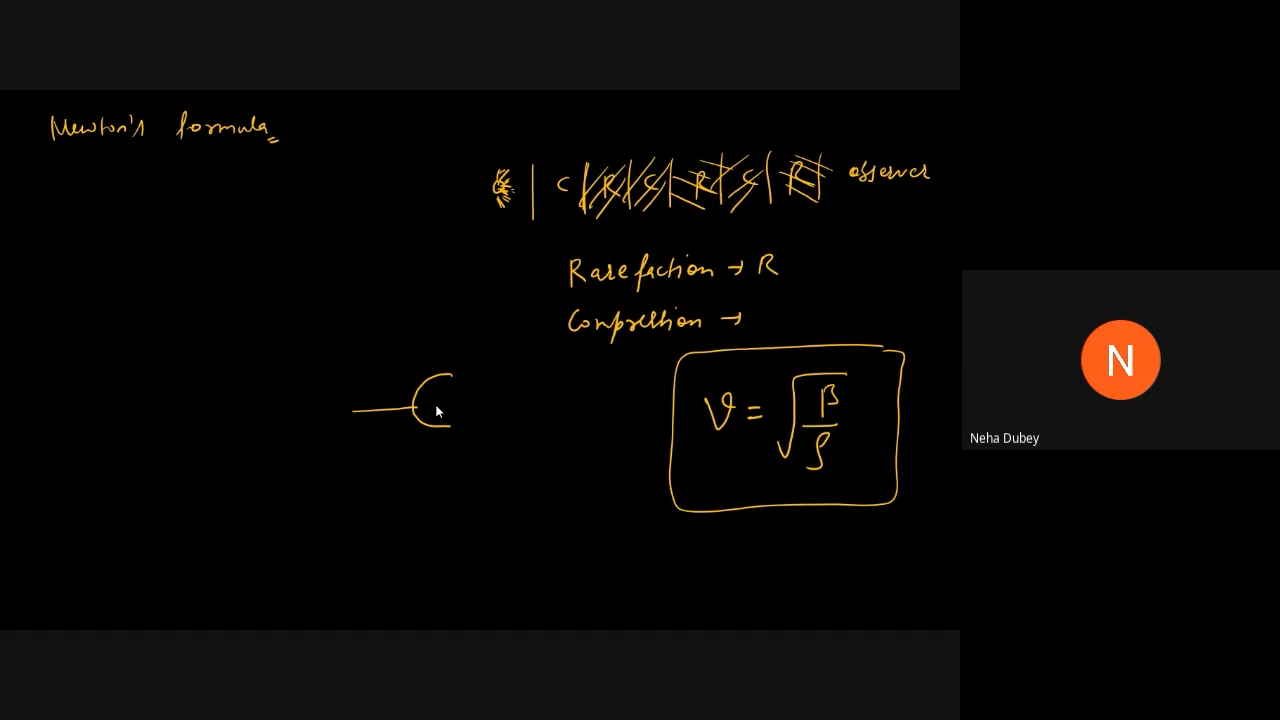 Newton's formula
C R C R C R observer
Rarefaction → R
Compression →
v = √β/ρ
N
Neha Dubey